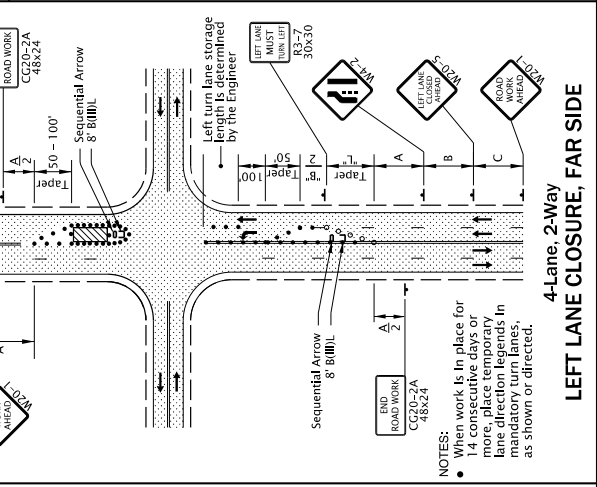 ROAD WORK
CG20-2A
48x24
A
2
50 - 100'
Taper
Sequential Arrow
8' B(III)L
Left turn lane storage
length is determined
by the Engineer
LEFT LANE
MUST
TURN LEFT
R3-7
30x30
W4-2
LEFT LANE
CLOSED
AHEAD
W20-5
ROAD
WORK
AHEAD
W20-1
100'
Taper
50'
"B"
2
Taper
"L"
A
B
C
AHEAD
W20-1
Sequential Arrow
8' B(III)L
A
2
END
ROAD WORK
CG20-2A
48x24
NOTES:
• When work is in place for
14 consecutive days or
more, place temporary
lane direction legends in
mandatory turn lanes,
as shown or directed.
4-Lane, 2-Way
LEFT LANE CLOSURE, FAR SIDE